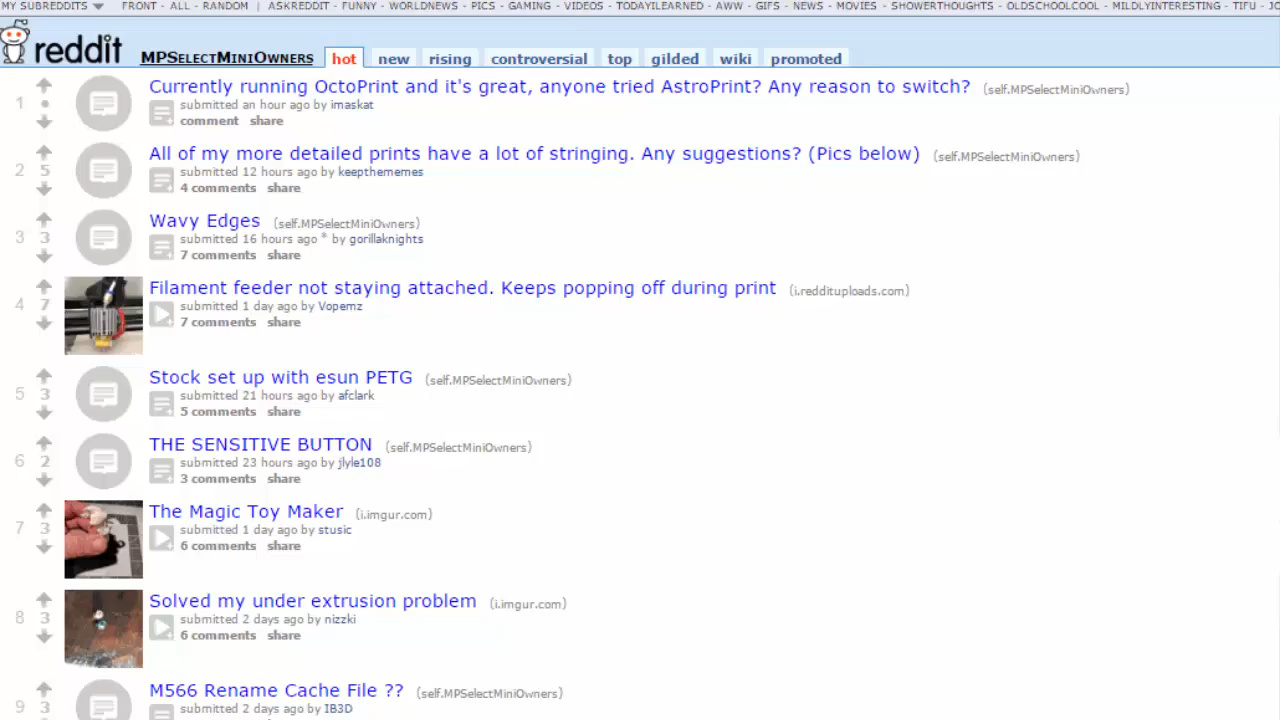 MY SUBREDDITS FRONT - ALL - RANDOM | ASKREDDIT - FUNNY - WORLDNEWS - PICS - GAMING - VIDEOS - TODAYILEARNED - AWW - GIFS - NEWS - MOVIES - SHOWERTHOUGHTS - OLDSCHOOLCOOL - MILDLYINTERESTING - TIFU -
reddit MPSELECTMINIOWNERS hot new rising controversial top gilded wiki promoted
Currently running OctoPrint and it's great, anyone tried AstroPrint? Any reason to switch? (self.MPSelectMiniOwners)
1 • submitted an hour ago by imaskat
comment share
All of my more detailed prints have a lot of stringing. Any suggestions? (Pics below) (self.MPSelectMiniOwners)
2 5 submitted 12 hours ago by keepthememes
4 comments share
Wavy Edges (self.MPSelectMiniOwners)
3 3 submitted 16 hours ago * by gorillaknights
7 comments share
Filament feeder not staying attached. Keeps popping off during print (i.reddituploads.com)
4 7 submitted 1 day ago by Vopemz
7 comments share
Stock set up with esun PETG (self.MPSelectMiniOwners)
5 3 submitted 21 hours ago by afclark
5 comments share
THE SENSITIVE BUTTON (self.MPSelectMiniOwners)
6 2 submitted 23 hours ago by jlyle108
3 comments share
The Magic Toy Maker (i.imgur.com)
7 3 submitted 1 day ago by stusic
6 comments share
Solved my under extrusion problem (i.imgur.com)
8 3 submitted 2 days ago by nizzki
6 comments share
M566 Rename Cache File ?? (self.MPSelectMiniOwners)
9 3 submitted 2 days ago by IB3D